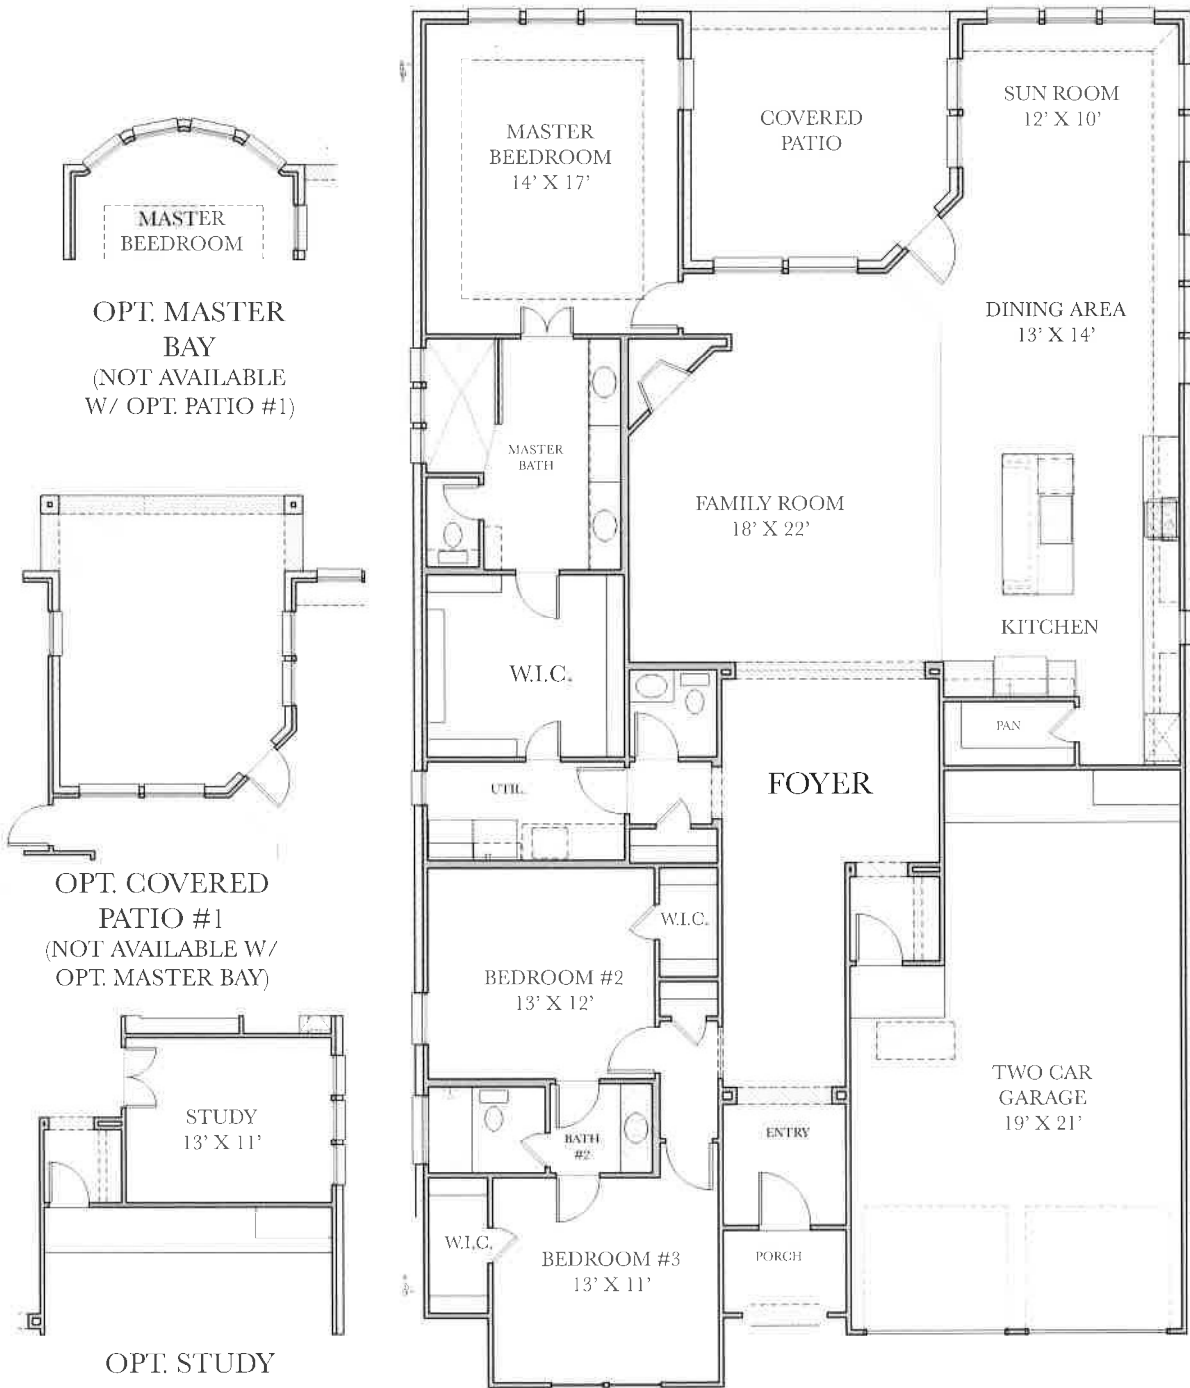 MASTER
BEEDROOM
OPT. MASTER
BAY
(NOT AVAILABLE
W/ OPT. PATIO #1)
OPT. COVERED
PATIO #1
(NOT AVAILABLE W/
OPT. MASTER BAY)
STUDY
13' X 11'
OPT. STUDY
MASTER
BEEDROOM
14' X 17'
COVERED
PATIO
SUN ROOM
12' X 10'
DINING AREA
13' X 14'
MASTER
BATH
FAMILY ROOM
18' X 22'
KITCHEN
W.I.C.
PAN
UTIL.
FOYER
W.I.C.
BEDROOM #2
13' X 12'
TWO CAR
GARAGE
19' X 21'
BATH
#2
ENTRY
W.I.C.
BEDROOM #3
13' X 11'
PORCH